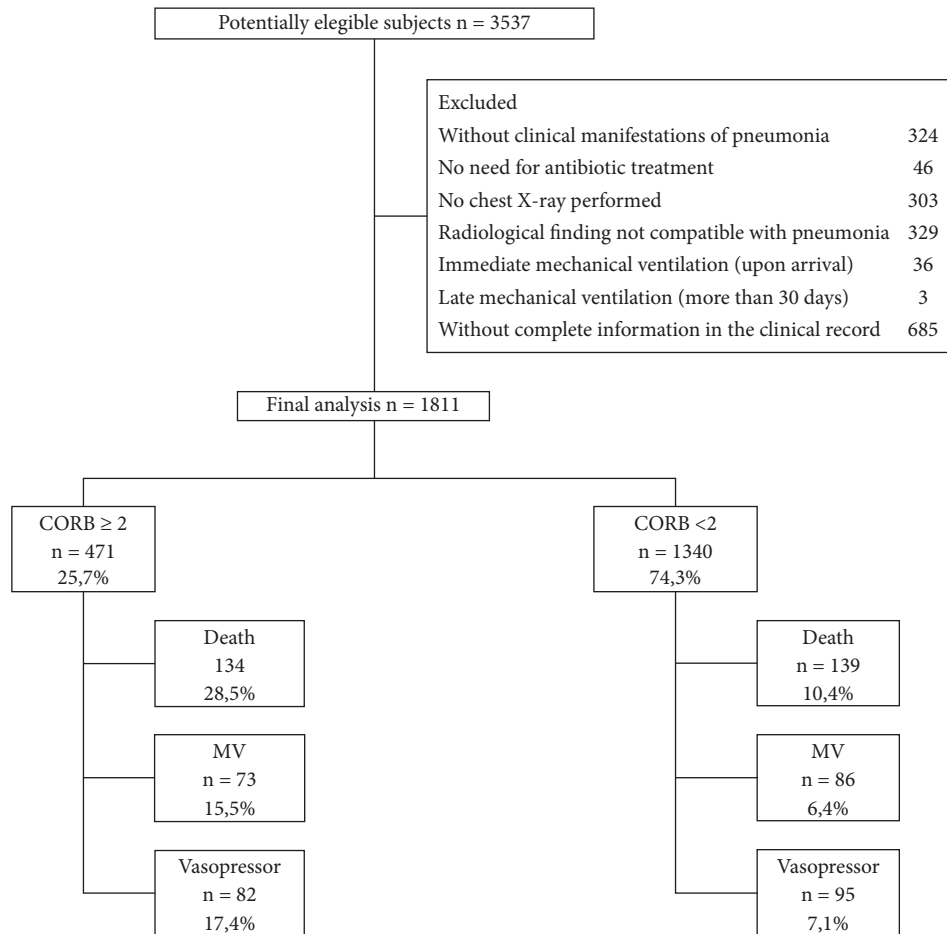 Potentially elegible subjects n = 3537
Excluded
Without clinical manifestations of pneumonia 324
No need for antibiotic treatment 46
No chest X-ray performed 303
Radiological finding not compatible with pneumonia 329
Immediate mechanical ventilation (upon arrival) 36
Late mechanical ventilation (more than 30 days) 3
Without complete information in the clinical record 685
Final analysis n = 1811
CORB ≥ 2
n = 471
25,7%
CORB <2
n = 1340
74,3%
Death
134
28,5%
MV
n = 73
15,5%
Vasopressor
n = 82
17,4%
Death
n = 139
10,4%
MV
n = 86
6,4%
Vasopressor
n = 95
7,1%